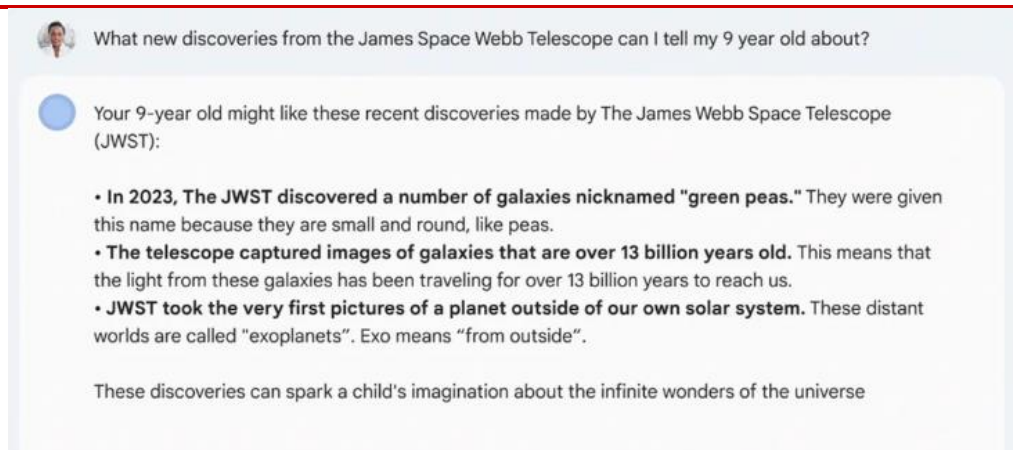 What new discoveries from the James Space Webb Telescope can I tell my 9 year old about?
Your 9-year old might like these recent discoveries made by The James Webb Space Telescope
(JWST):
• In 2023, The JWST discovered a number of galaxies nicknamed "green peas." They were given
this name because they are small and round, like peas.
• The telescope captured images of galaxies that are over 13 billion years old. This means that
the light from these galaxies has been traveling for over 13 billion years to reach us.
• JWST took the very first pictures of a planet outside of our own solar system. These distant
worlds are called "exoplanets". Exo means “from outside”.
These discoveries can spark a child's imagination about the infinite wonders of the universe